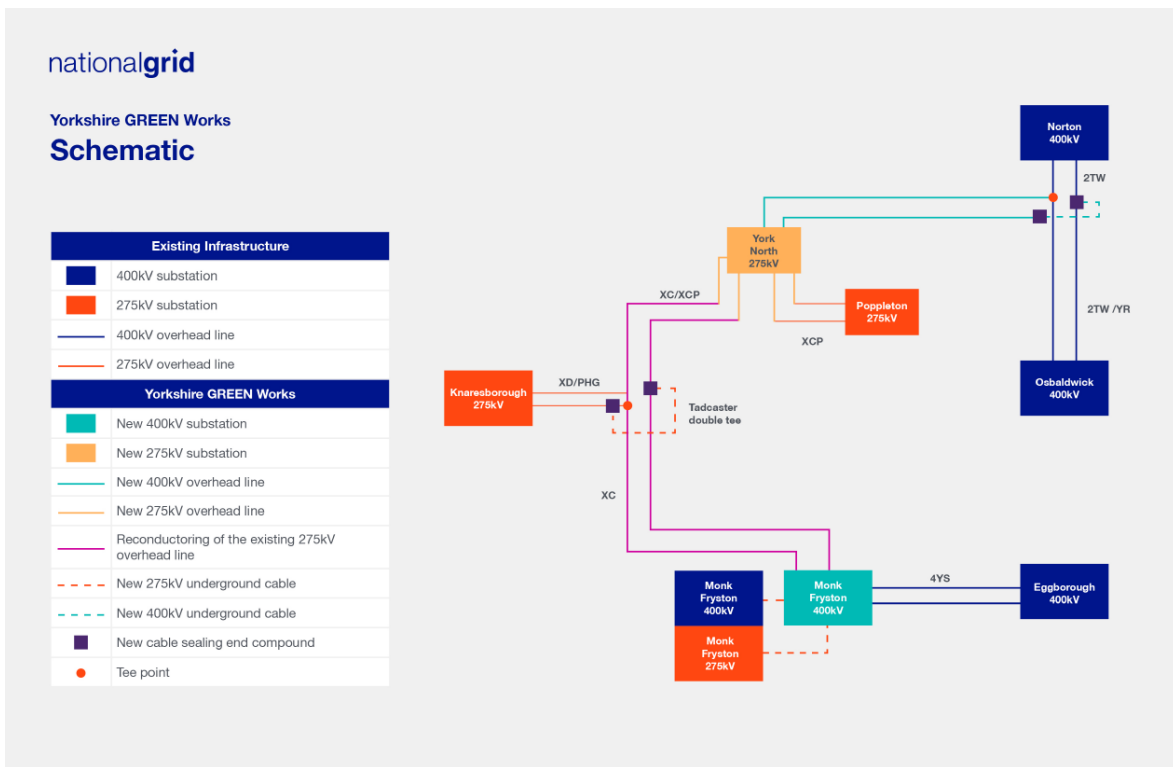 nationalgrid
Yorkshire GREEN Works
Schematic
Existing Infrastructure
400kV substation
275kV substation
400kV overhead line
275kV overhead line
Yorkshire GREEN Works
New 400kV substation
New 275kV substation
New 400kV overhead line
New 275kV overhead line
Reconductoring of the existing 275kV
overhead line
New 275kV underground cable
New 400kV underground cable
New cable sealing end compound
Tee point
Norton
400kV
2TW
York
North
275kV
XC/XCP
Poppleton
275kV
XCP
2TW /YR
Osbaldwick
400kV
Knaresborough
275kV
XD/PHG
Tadcaster
double tee
XC
Monk
Fryston
400kV
Monk
Fryston
275kV
Monk
Fryston
400kV
4YS
Eggborough
400kV